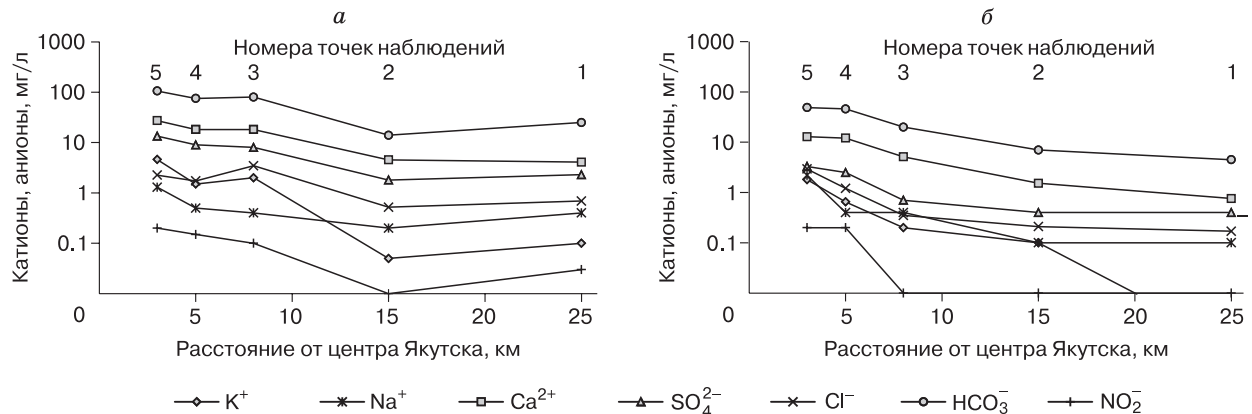 а
б
Номера точек наблюдений
Номера точек наблюдений
Катионы, анионы, мг/л
Катионы, анионы, мг/л
1000
100
10
1
0.1
0
1000
100
10
1
0.1
0
5 4 3 2 1
5 4 3 2 1
5 10 15 20 25
5 10 15 20 25
Расстояние от центра Якутска, км
Расстояние от центра Якутска, км
K⁺ Na⁺ Ca²⁺ SO₄²⁻ Cl⁻ HCO₃⁻ NO₂⁻